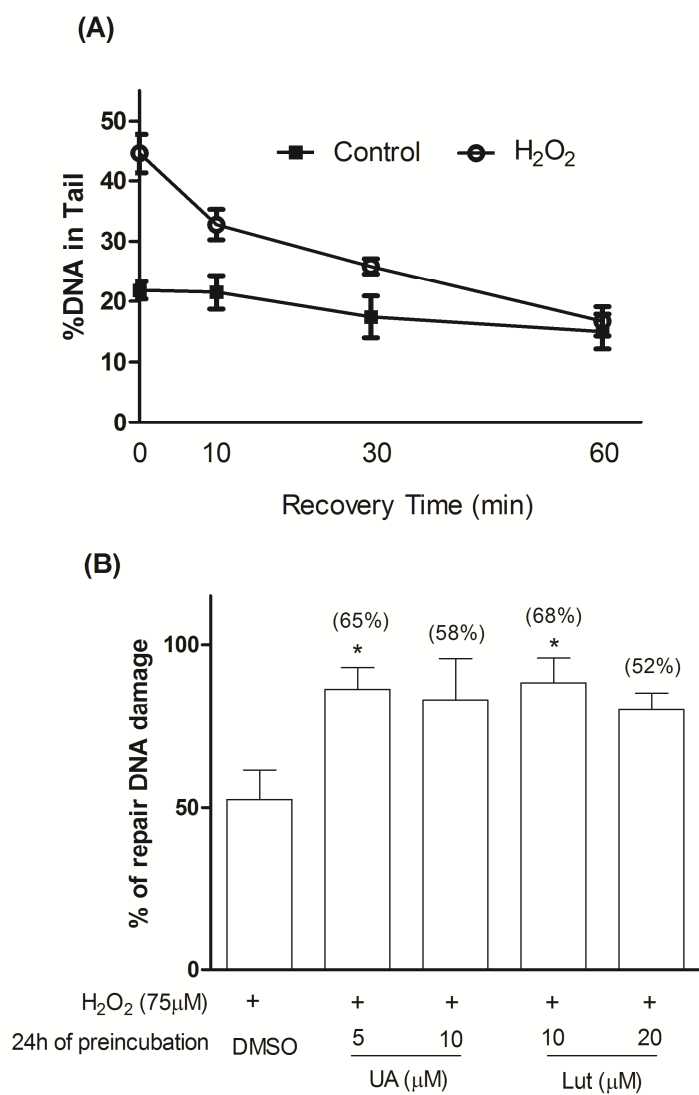 (A)
50
40
30
20
10
0
%DNA in Tail
Control
H₂O₂
0 10 30 60
Recovery Time (min)
(B)
100
50
0
% of repair DNA damage
(65%) (58%) (68%) (52%)
* *
H₂O₂ (75μM) + + + + +
24h of preincubation DMSO 5 10 10 20
UA (μM) Lut (μM)